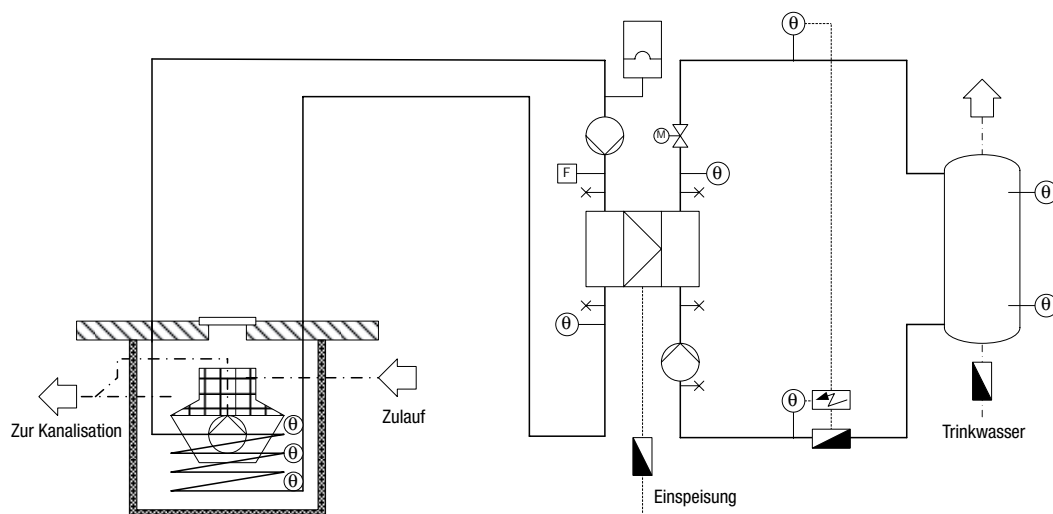 θ
M
F
θ
θ
θ
θ
θ
Zur Kanalisation
Zulauf
θ
θ
θ
θ
Einspeisung
Trinkwasser